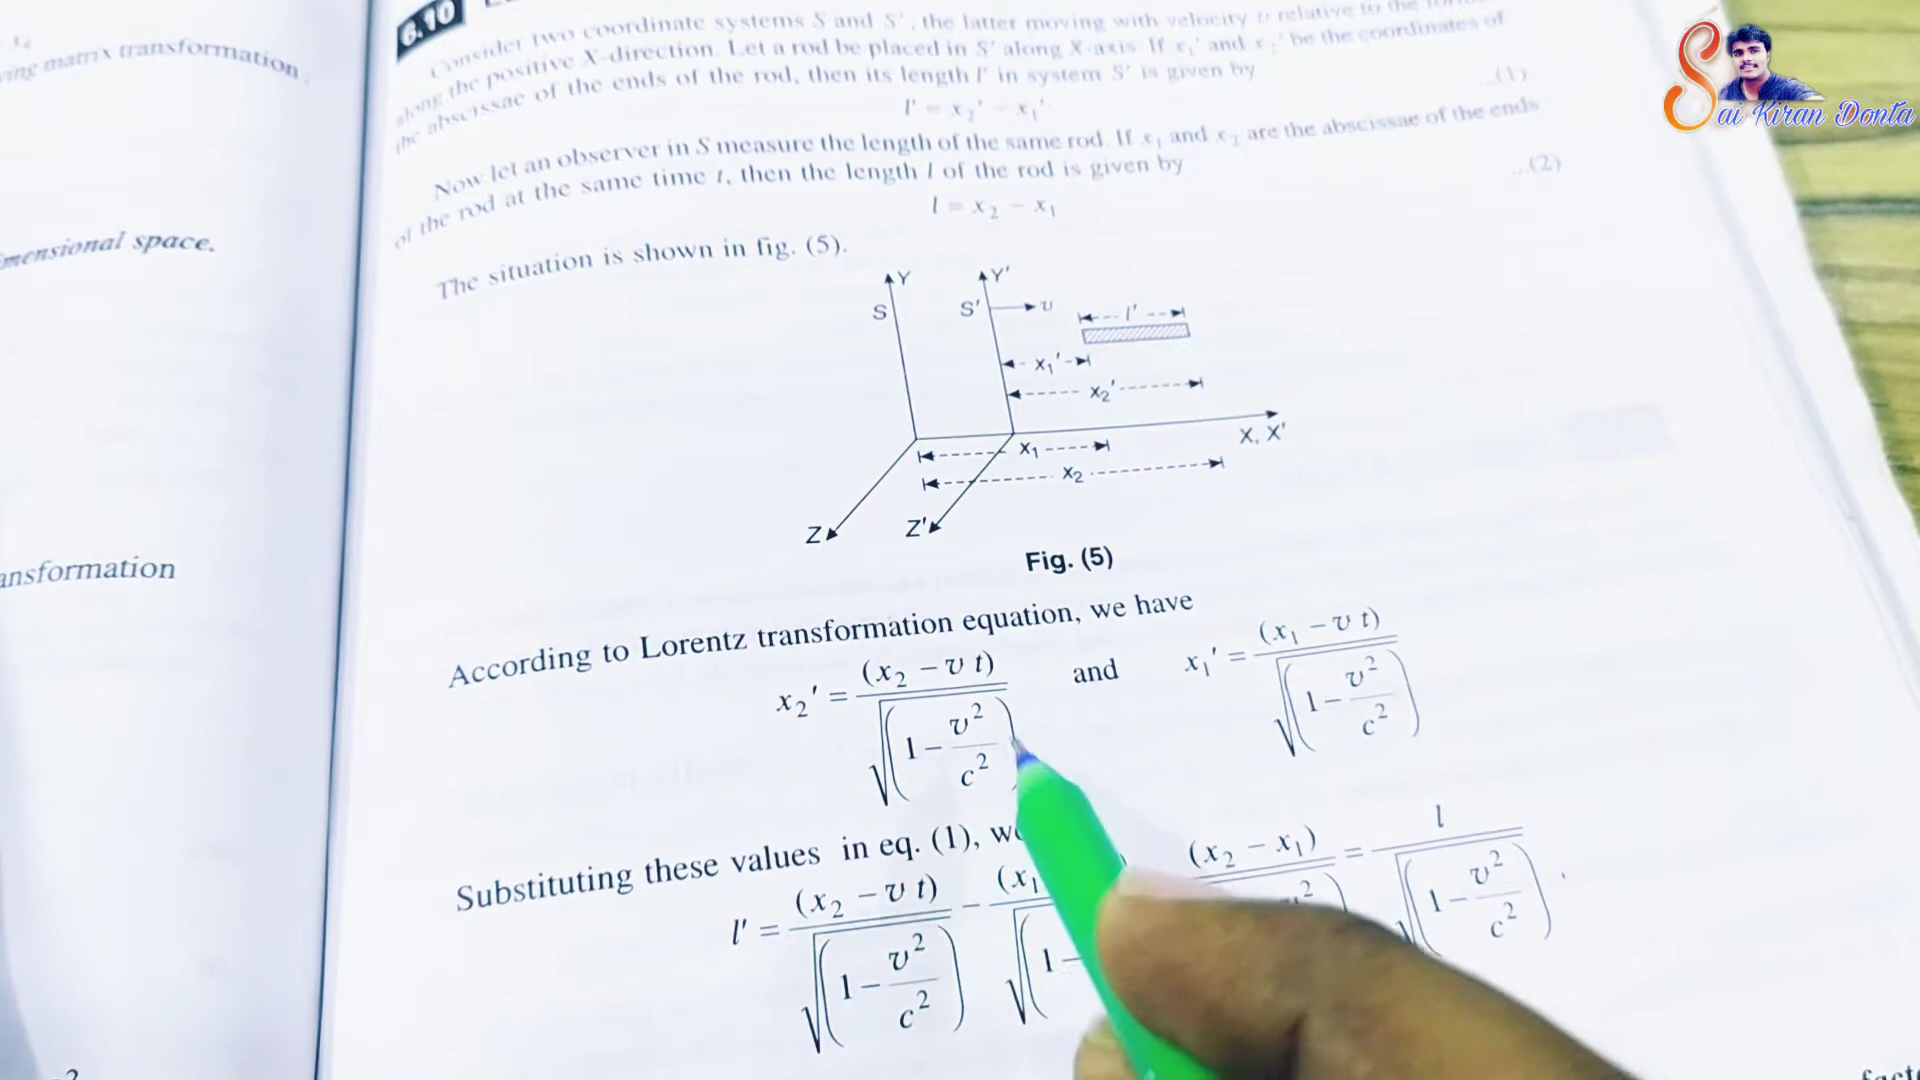 ving matrix transformation.
mensional space.
ansformation
6.10
Consider two coordinate systems S and S', the latter moving with velocity v relative to the
along the positive X-direction. Let a rod be placed in S' along X-axis. If x₁' and x₂' be the coordinates of
the abscissae of the ends of the rod, then its length l' in system S' is given by
l' = x₂' − x₁' ...(1)
Now let an observer in S measure the length of the same rod. If x₁ and x₂ are the abscissae of the ends
of the rod at the same time t, then the length l of the rod is given by
l = x₂ − x₁ ...(2)
The situation is shown in fig. (5).
Y Y'
S S' v l'
x₁'
x₂'
X, X'
x₁
x₂
Z Z'
Fig. (5)
According to Lorentz transformation equation, we have
x₂' = (x₂ − v t) / √(1 − v²/c²) and x₁' = (x₁ − v t) / √(1 − v²/c²)
Substituting these values in eq. (1), we
l' = (x₂ − v t) / √(1 − v²/c²) − (x₁ / √(1 − (x₂ − x₁) / v² ) = l / √(1 − v²/c²) .
fact
Sai Kiran Donta